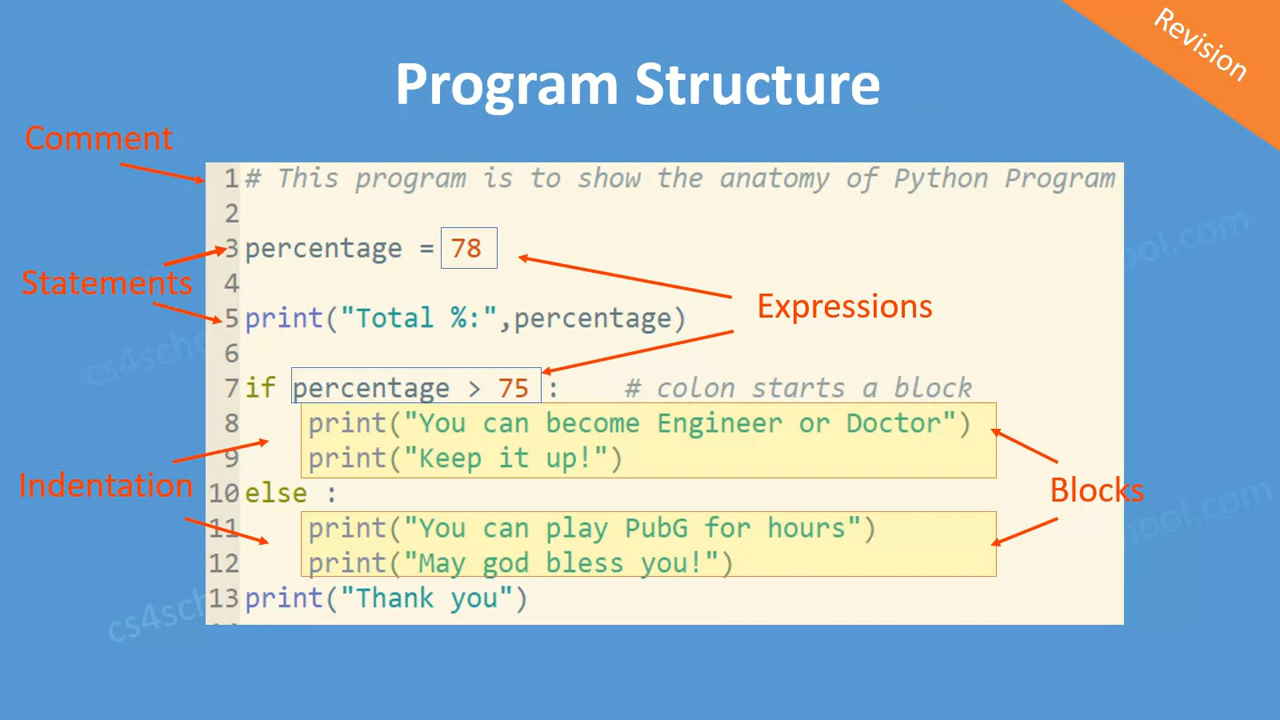 Revision
Program Structure
Comment
1 # This program is to show the anatomy of Python Program
2
3 percentage = 78
Statements
4
Expressions
5 print("Total %:",percentage)
6
7 if percentage > 75 : # colon starts a block
8 print("You can become Engineer or Doctor")
9 print("Keep it up!")
Indentation
Blocks
10 else :
11 print("You can play PubG for hours")
12 print("May god bless you!")
13 print("Thank you")